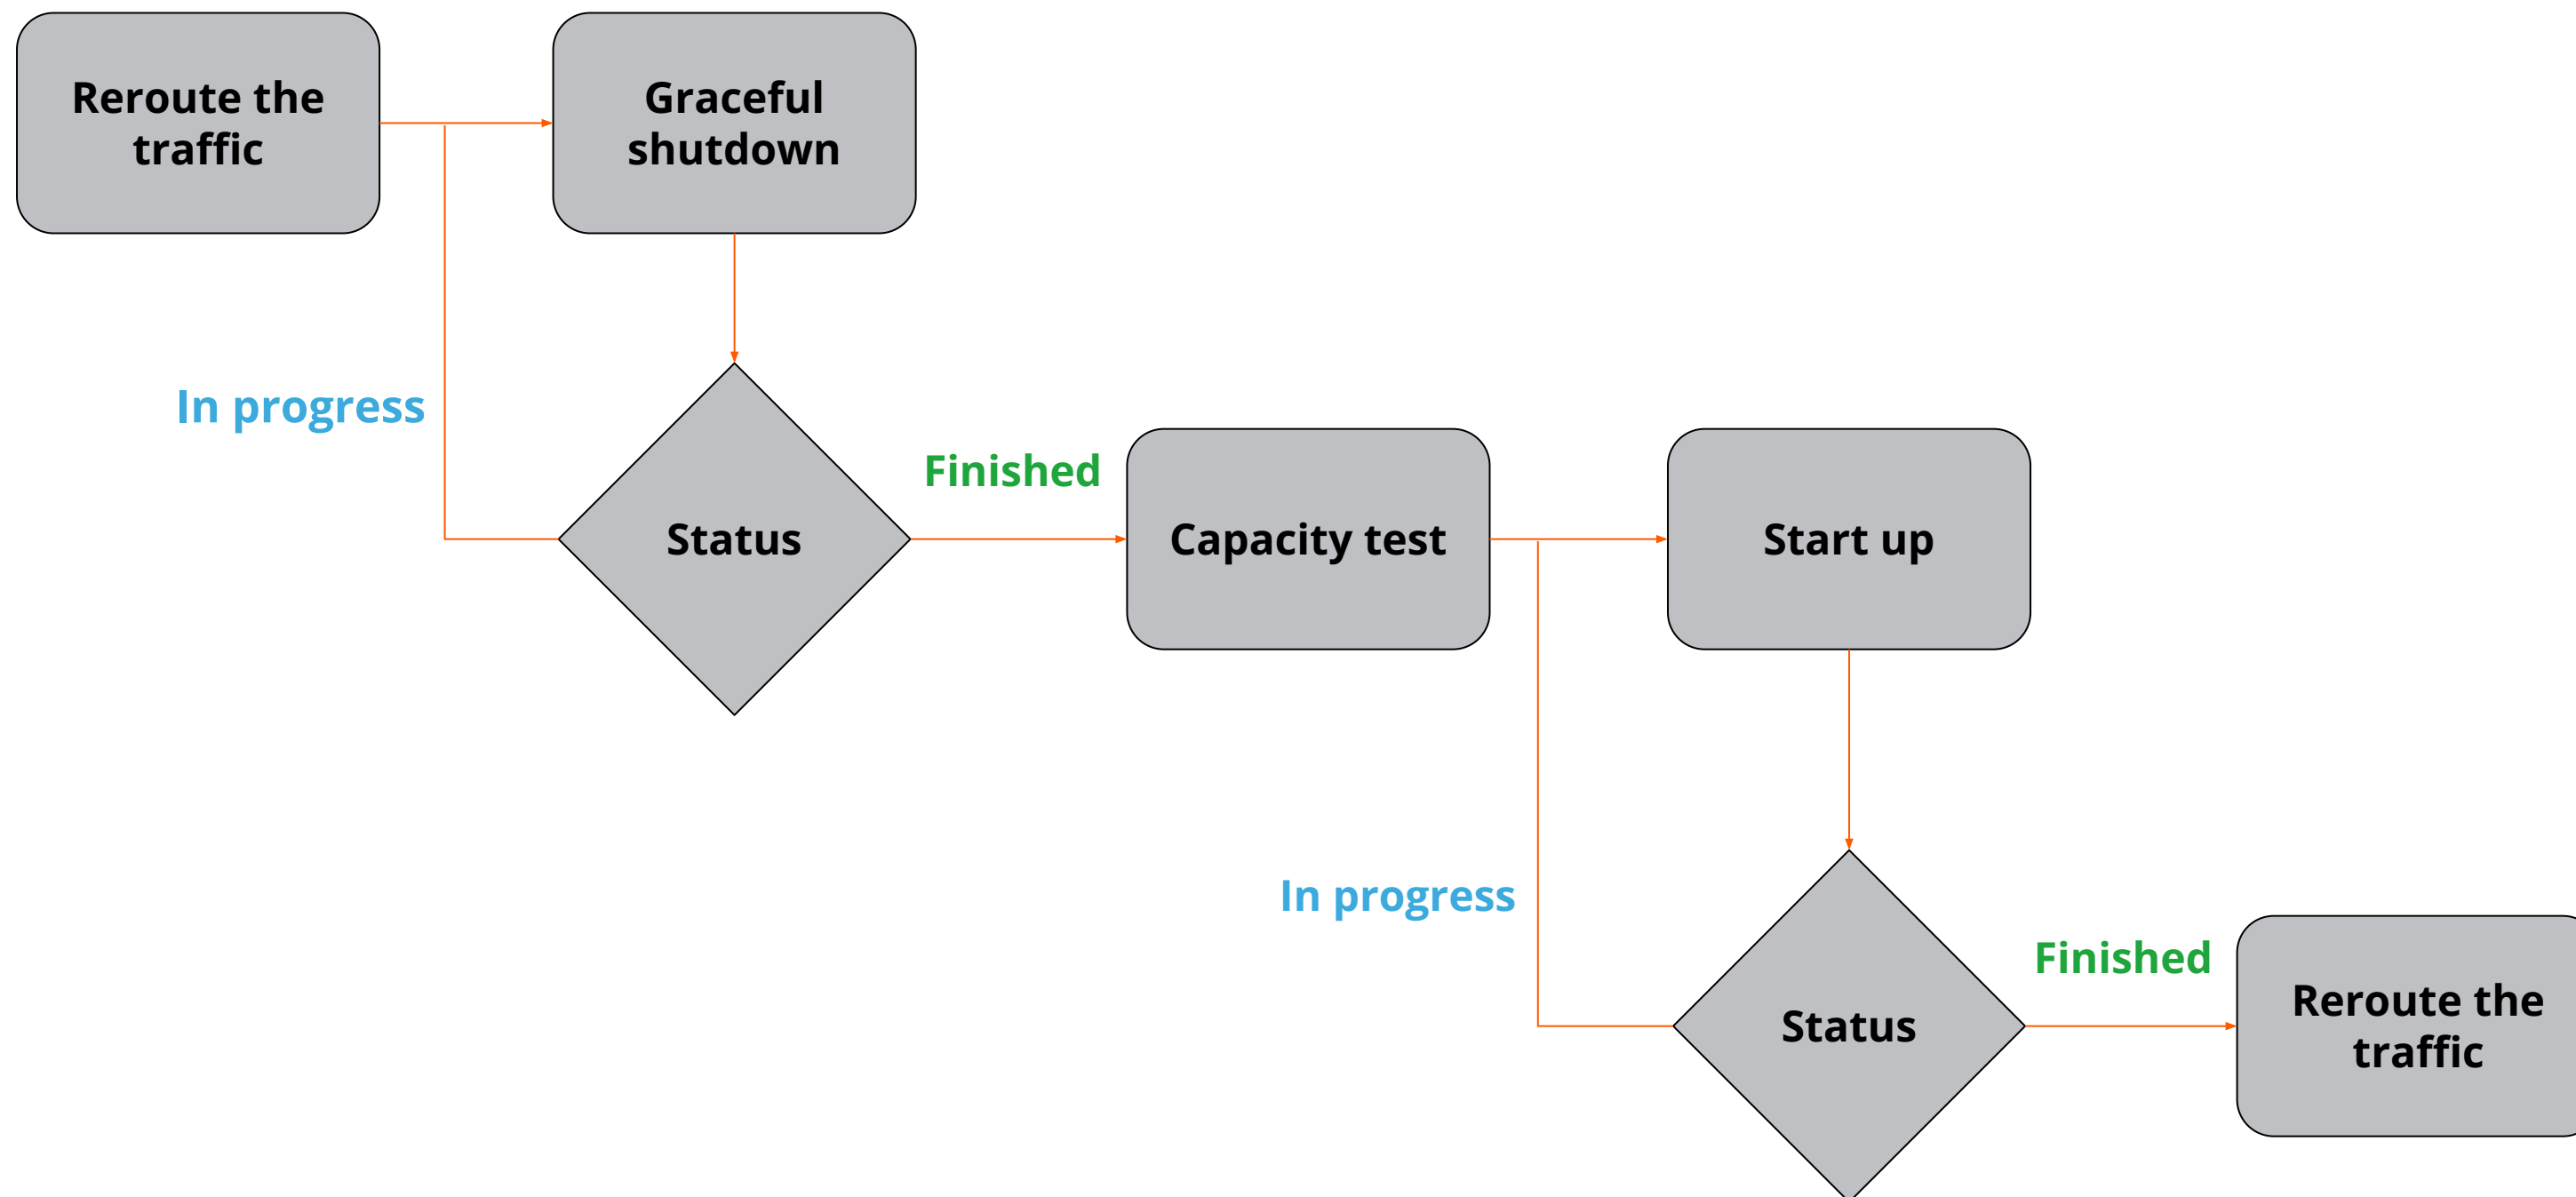 Reroute the
traffic
Graceful
shutdown
In progress
Status
Finished
Capacity test
Start up
In progress
Status
Finished
Reroute the
traffic